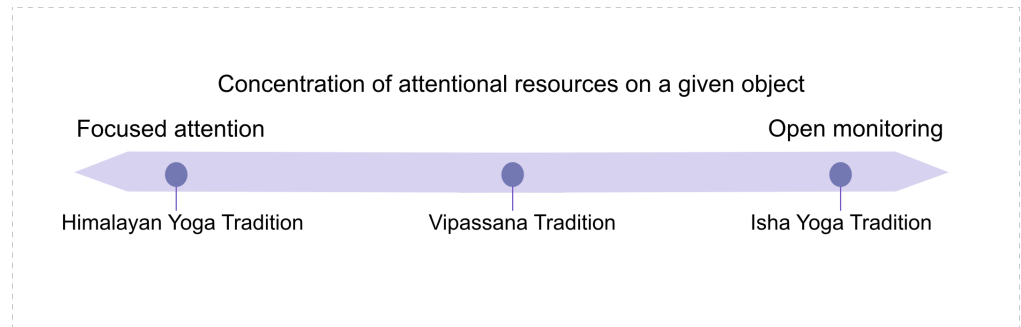 Concentration of attentional resources on a given object
Focused attention
Open monitoring
Himalayan Yoga Tradition
Vipassana Tradition
Isha Yoga Tradition